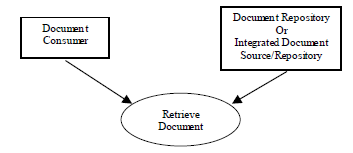 Document
Consumer
Document Repository
Or
Integrated Document
Source/Repository
Retrieve
Document